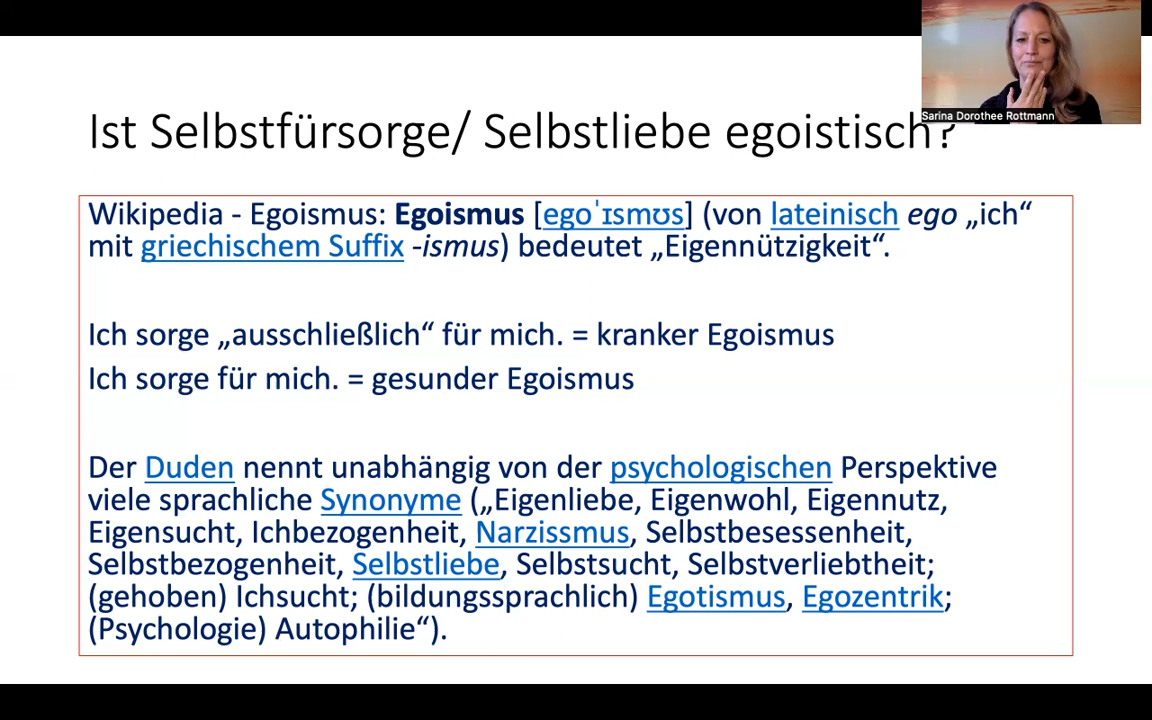 Sarina Dorothee Rottmann
Ist Selbstfürsorge/ Selbstliebe egoistisch?
Wikipedia - Egoismus: Egoismus [egoˈɪsmʊs] (von lateinisch ego „ich“
mit griechischem Suffix -ismus) bedeutet „Eigennützigkeit“.
Ich sorge „ausschließlich“ für mich. = kranker Egoismus
Ich sorge für mich. = gesunder Egoismus
Der Duden nennt unabhängig von der psychologischen Perspektive
viele sprachliche Synonyme („Eigenliebe, Eigenwohl, Eigennutz,
Eigensucht, Ichbezogenheit, Narzissmus, Selbstbesessenheit,
Selbstbezogenheit, Selbstliebe, Selbstsucht, Selbstverliebtheit;
(gehoben) Ichsucht; (bildungssprachlich) Egotismus, Egozentrik;
(Psychologie) Autophilie“).